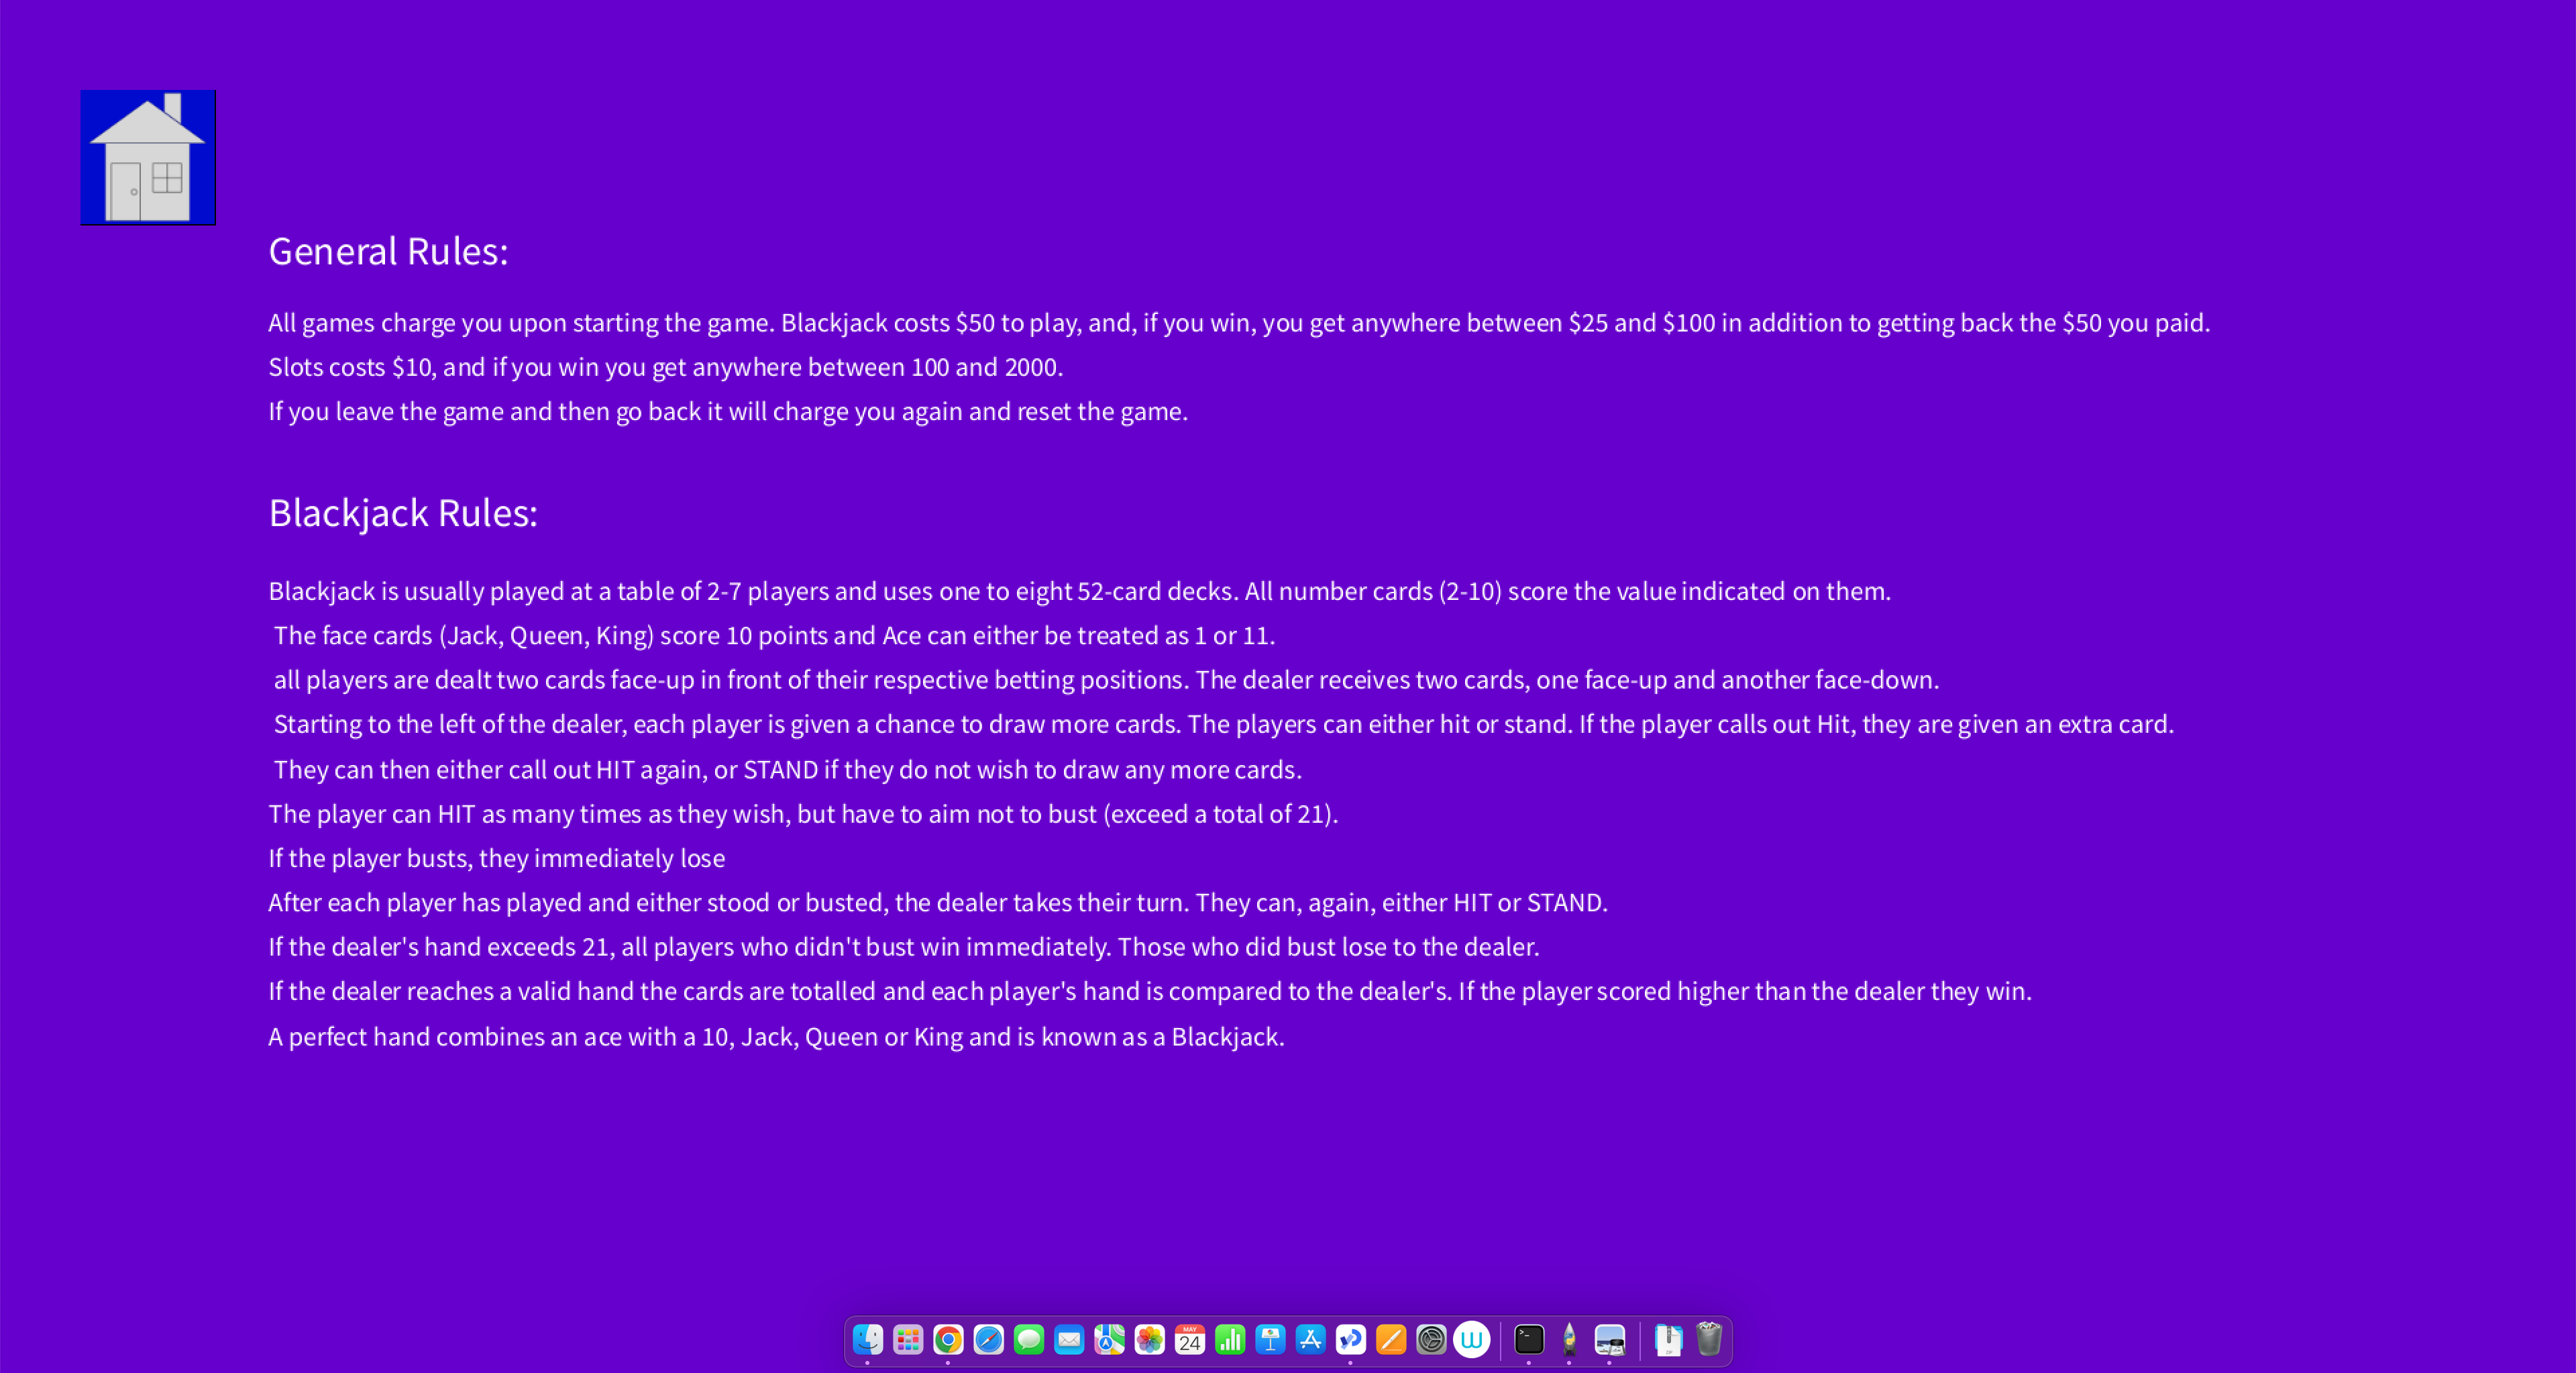 General Rules:
All games charge you upon starting the game. Blackjack costs $50 to play, and, if you win, you get anywhere between $25 and $100 in addition to getting back the $50 you paid.
Slots costs $10, and if you win you get anywhere between 100 and 2000.
If you leave the game and then go back it will charge you again and reset the game.
Blackjack Rules:
Blackjack is usually played at a table of 2-7 players and uses one to eight 52-card decks. All number cards (2-10) score the value indicated on them.
The face cards (Jack, Queen, King) score 10 points and Ace can either be treated as 1 or 11.
all players are dealt two cards face-up in front of their respective betting positions. The dealer receives two cards, one face-up and another face-down.
Starting to the left of the dealer, each player is given a chance to draw more cards. The players can either hit or stand. If the player calls out Hit, they are given an extra card.
They can then either call out HIT again, or STAND if they do not wish to draw any more cards.
The player can HIT as many times as they wish, but have to aim not to bust (exceed a total of 21).
If the player busts, they immediately lose
After each player has played and either stood or busted, the dealer takes their turn. They can, again, either HIT or STAND.
If the dealer's hand exceeds 21, all players who didn't bust win immediately. Those who did bust lose to the dealer.
If the dealer reaches a valid hand the cards are totalled and each player's hand is compared to the dealer's. If the player scored higher than the dealer they win.
A perfect hand combines an ace with a 10, Jack, Queen or King and is known as a Blackjack.
MAY
24